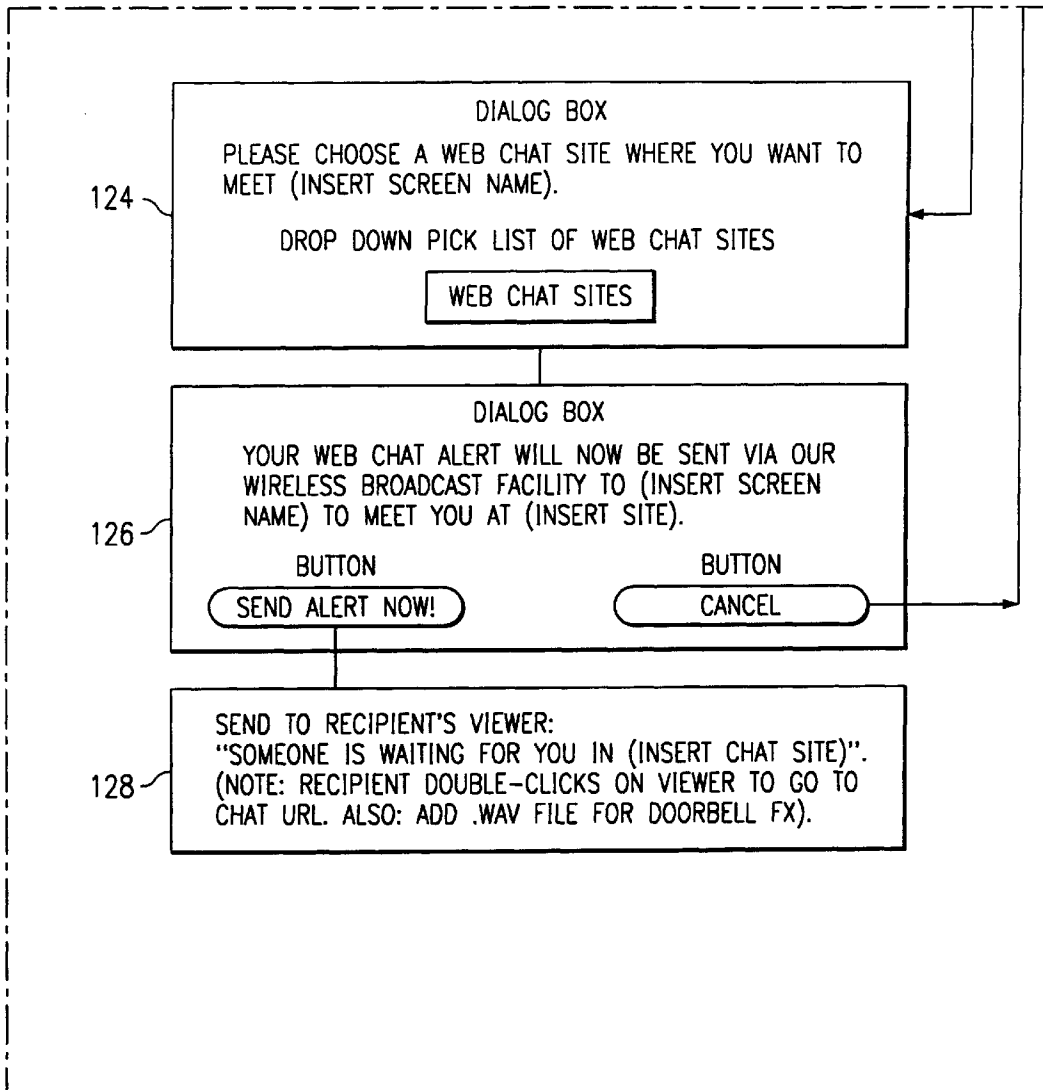 DIALOG BOX
PLEASE CHOOSE A WEB CHAT SITE WHERE YOU WANT TO
MEET (INSERT SCREEN NAME).
124
DROP DOWN PICK LIST OF WEB CHAT SITES
WEB CHAT SITES
DIALOG BOX
YOUR WEB CHAT ALERT WILL NOW BE SENT VIA OUR
WIRELESS BROADCAST FACILITY TO (INSERT SCREEN
NAME) TO MEET YOU AT (INSERT SITE).
126
BUTTON BUTTON
SEND ALERT NOW! CANCEL
SEND TO RECIPIENT'S VIEWER:
"SOMEONE IS WAITING FOR YOU IN (INSERT CHAT SITE)".
128
(NOTE: RECIPIENT DOUBLE-CLICKS ON VIEWER TO GO TO
CHAT URL. ALSO: ADD .WAV FILE FOR DOORBELL FX).